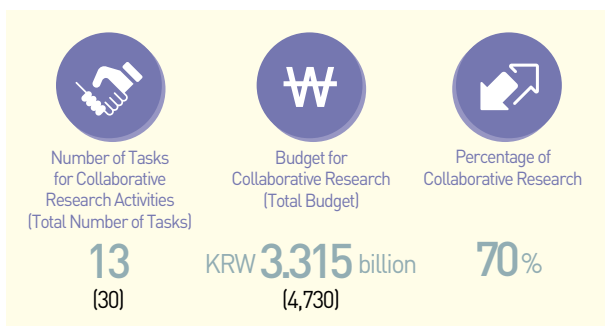 Number of Tasks
for Collaborative
Research Activities
(Total Number of Tasks)
13
(30)
₩
Budget for
Collaborative Research
(Total Budget)
KRW 3.315 billion
(4,730)
Percentage of
Collaborative Research
70%